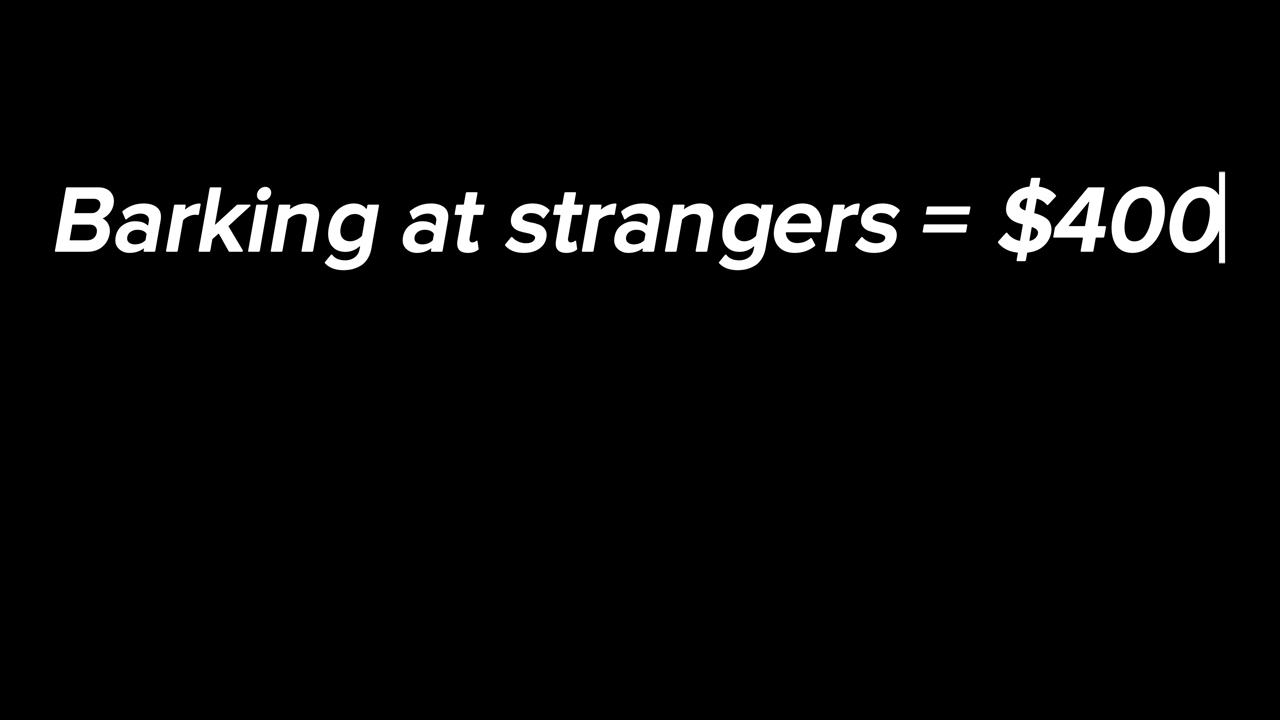 Barking at strangers = $400